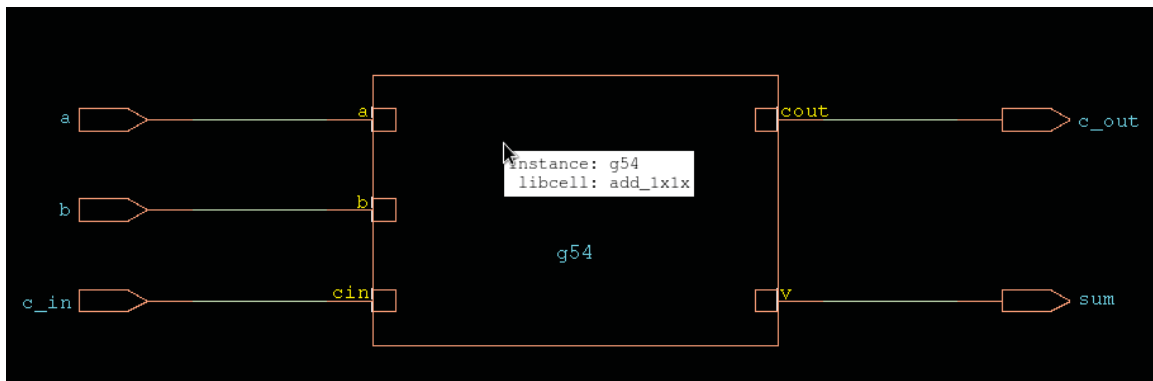 a a cout c_out
instance: g54
libcell: add_1x1x
b b
g54
c_in cin y sum